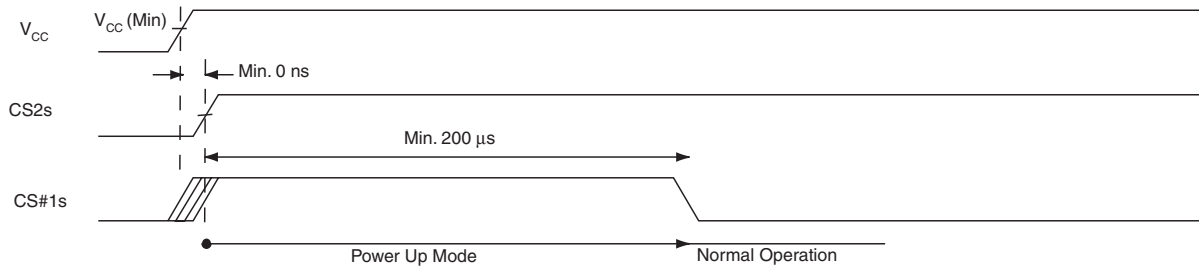 V_CC
V_CC (Min)
Min. 0 ns
CS2s
Min. 200 μs
CS#1s
Power Up Mode
Normal Operation